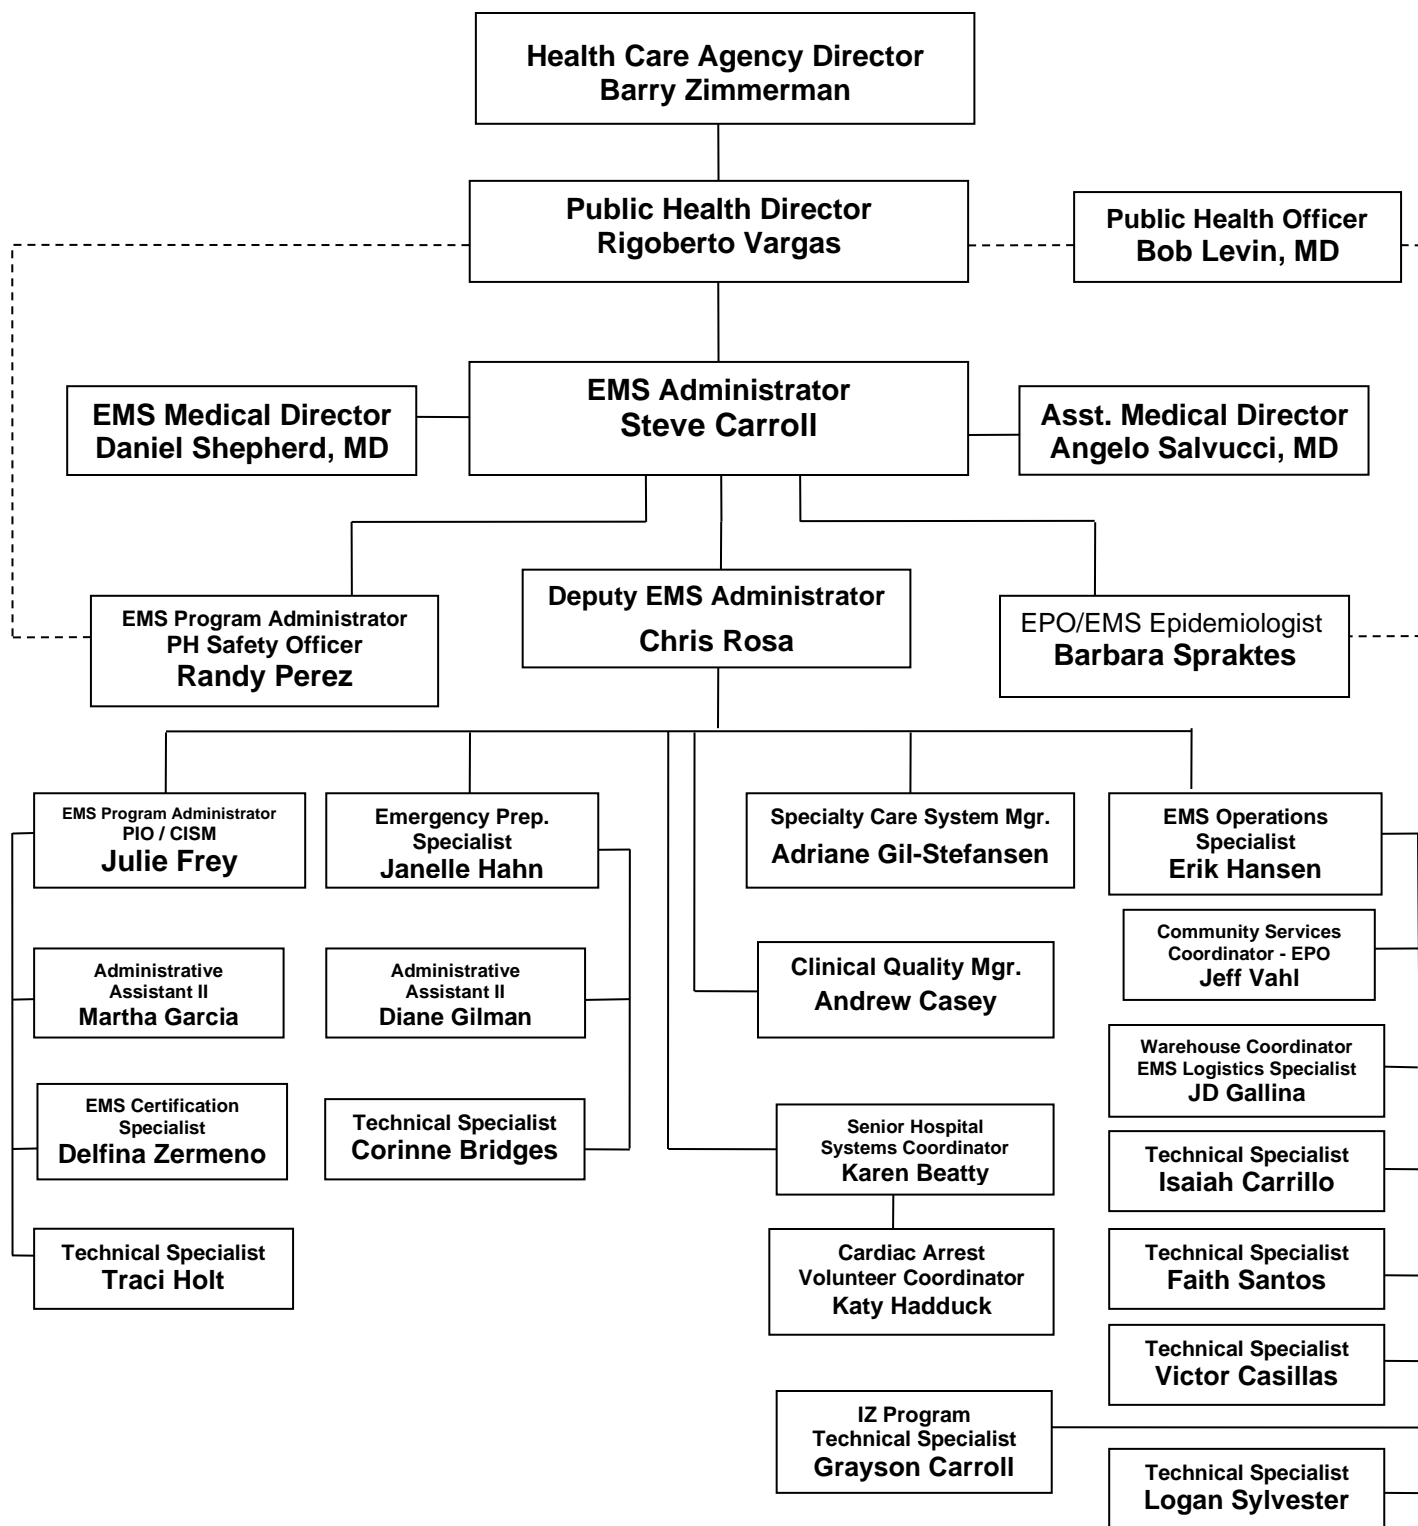 Health Care Agency Director
Barry Zimmerman
Public Health Director
Rigoberto Vargas
Public Health Officer
Bob Levin, MD
EMS Medical Director
Daniel Shepherd, MD
EMS Administrator
Steve Carroll
Asst. Medical Director
Angelo Salvucci, MD
EMS Program Administrator
PH Safety Officer
Randy Perez
Deputy EMS Administrator
Chris Rosa
EPO/EMS Epidemiologist
Barbara Spraktes
EMS Program Administrator
PIO / CISM
Julie Frey
Emergency Prep.
Specialist
Janelle Hahn
Specialty Care System Mgr.
Adriane Gil-Stefansen
EMS Operations
Specialist
Erik Hansen
Community Services
Coordinator - EPO
Jeff Vahl
Administrative
Assistant II
Martha Garcia
Administrative
Assistant II
Diane Gilman
Clinical Quality Mgr.
Andrew Casey
Warehouse Coordinator
EMS Logistics Specialist
JD Gallina
EMS Certification
Specialist
Delfina Zermeno
Technical Specialist
Corinne Bridges
Senior Hospital
Systems Coordinator
Karen Beatty
Technical Specialist
Isaiah Carrillo
Technical Specialist
Traci Holt
Cardiac Arrest
Volunteer Coordinator
Katy Hadduck
Technical Specialist
Faith Santos
Technical Specialist
Victor Casillas
IZ Program
Technical Specialist
Grayson Carroll
Technical Specialist
Logan Sylvester